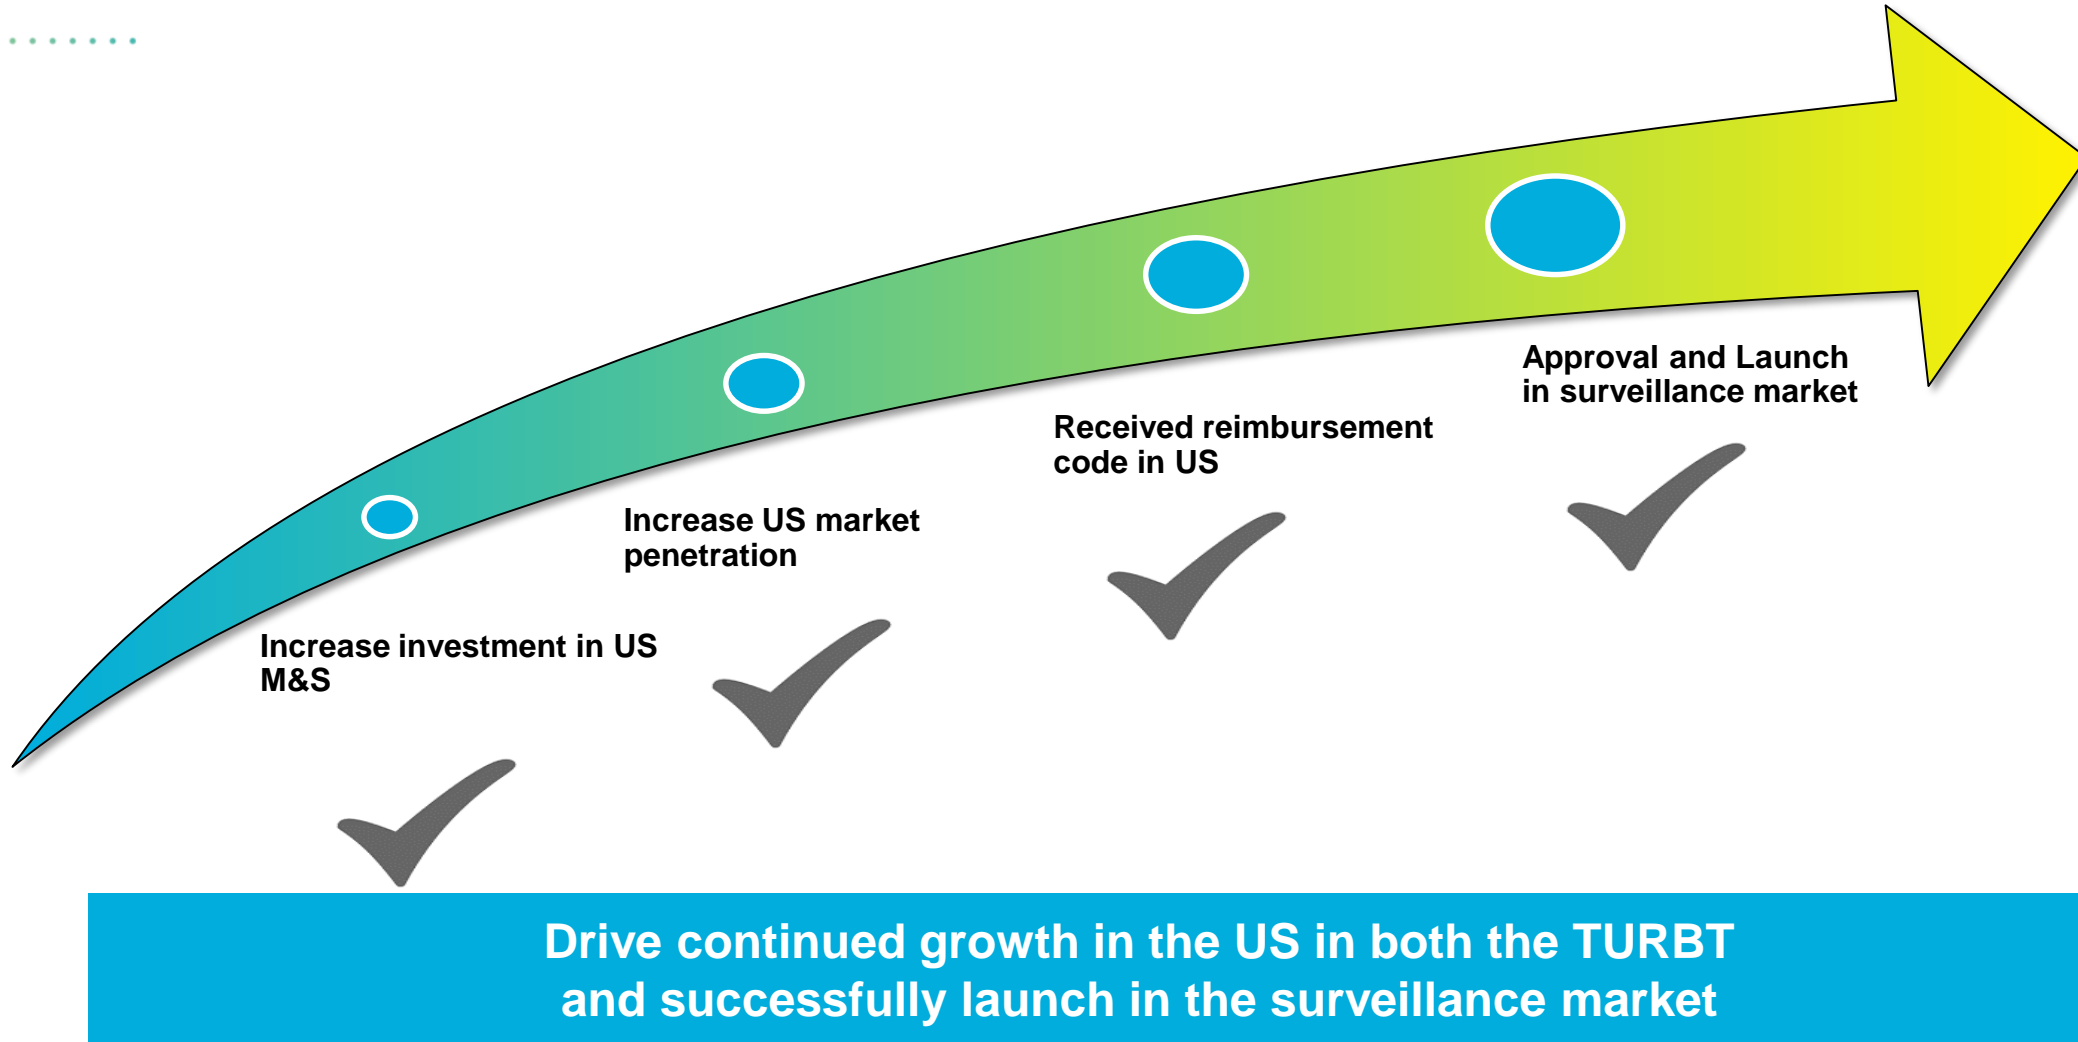 Approval and Launch
in surveillance market
Received reimbursement
code in US
Increase US market
penetration
Increase investment in US
M&S
Drive continued growth in the US in both the TURBT
and successfully launch in the surveillance market